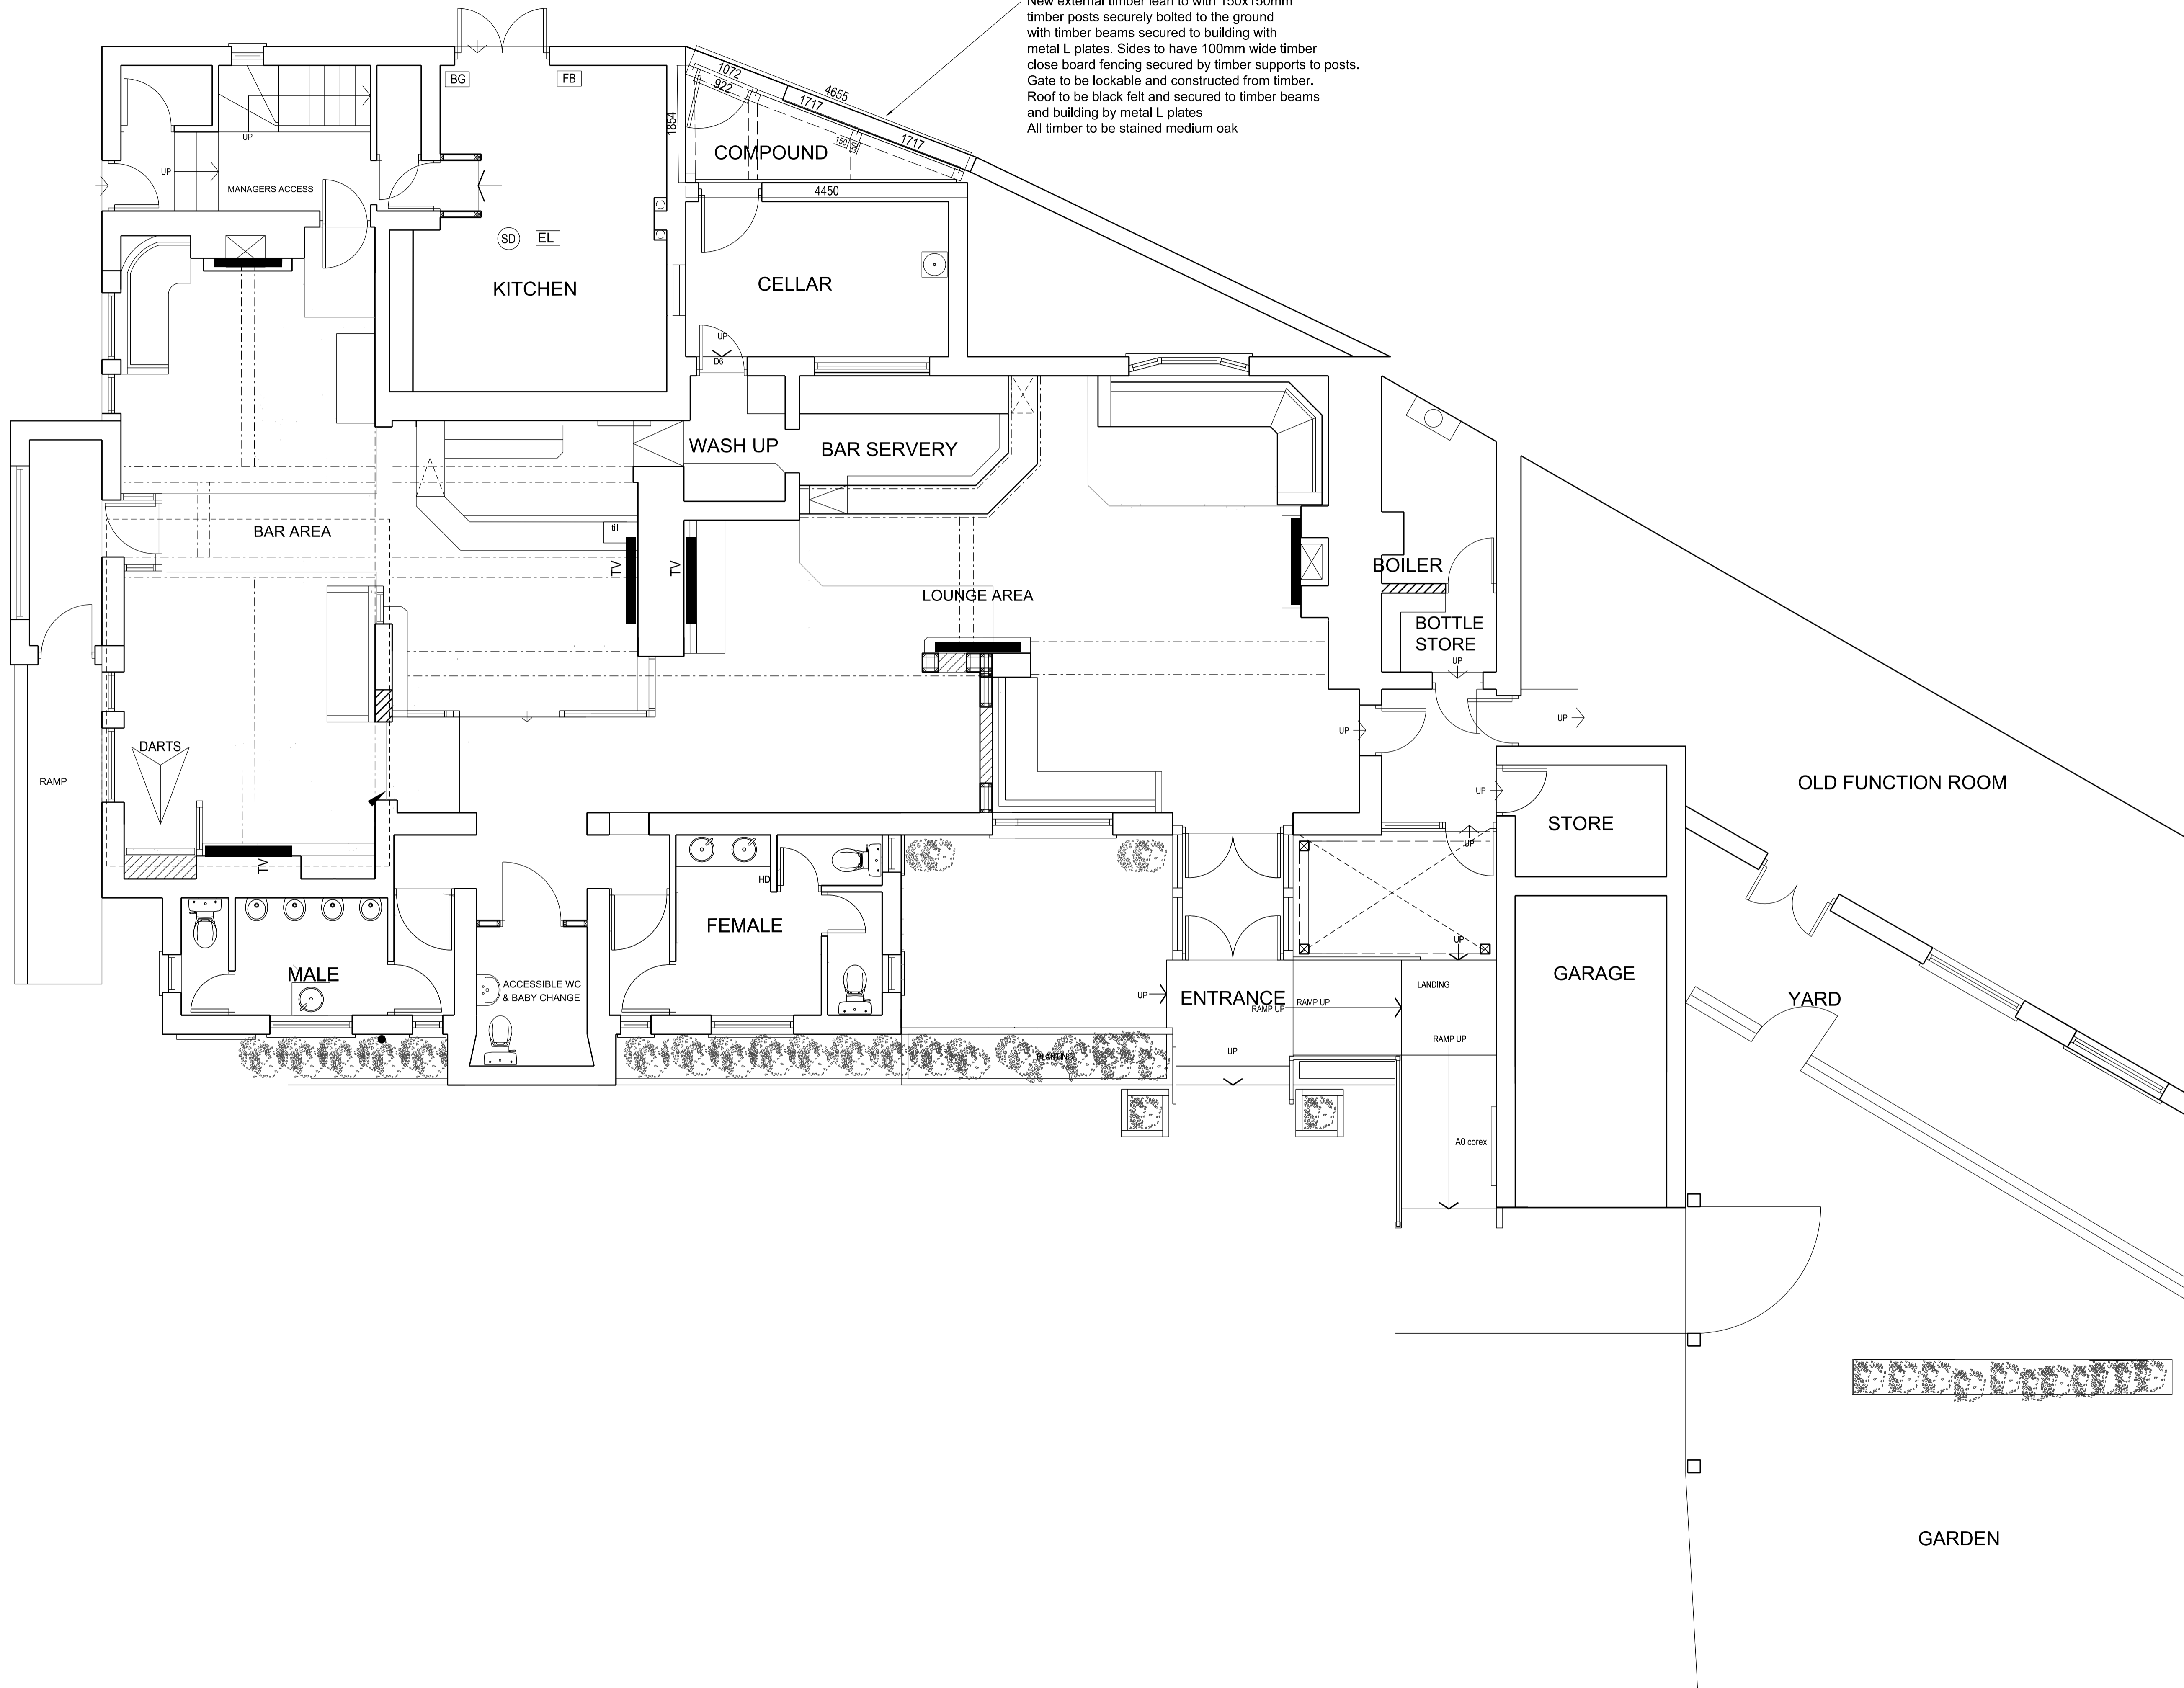 New external timber lean to with 150x150mm
timber posts securely bolted to the ground
with timber beams secured to building with
metal L plates. Sides to have 100mm wide timber
close board fencing secured by timber supports to posts.
Gate to be lockable and constructed from timber.
Roof to be black felt and secured to timber beams
and building by metal L plates
All timber to be stained medium oak
BG
FB
1072
922
4655
1717
1717
1854
150
COMPOUND
4450
UP
UP
MANAGERS ACCESS
SD
EL
KITCHEN
CELLAR
UP
D6
WASH UP
BAR SERVERY
BAR AREA
till
TV
TV
LOUNGE AREA
BOILER
BOTTLE
STORE
UP
UP
UP
DARTS
RAMP
UP
STORE
OLD FUNCTION ROOM
UP
TV
HD
FEMALE
MALE
ACCESSIBLE WC
& BABY CHANGE
UP
LANDING
GARAGE
YARD
UP
ENTRANCE
RAMP UP
RAMP UP
RAMP UP
UP
PLANTING
A0 corex
GARDEN